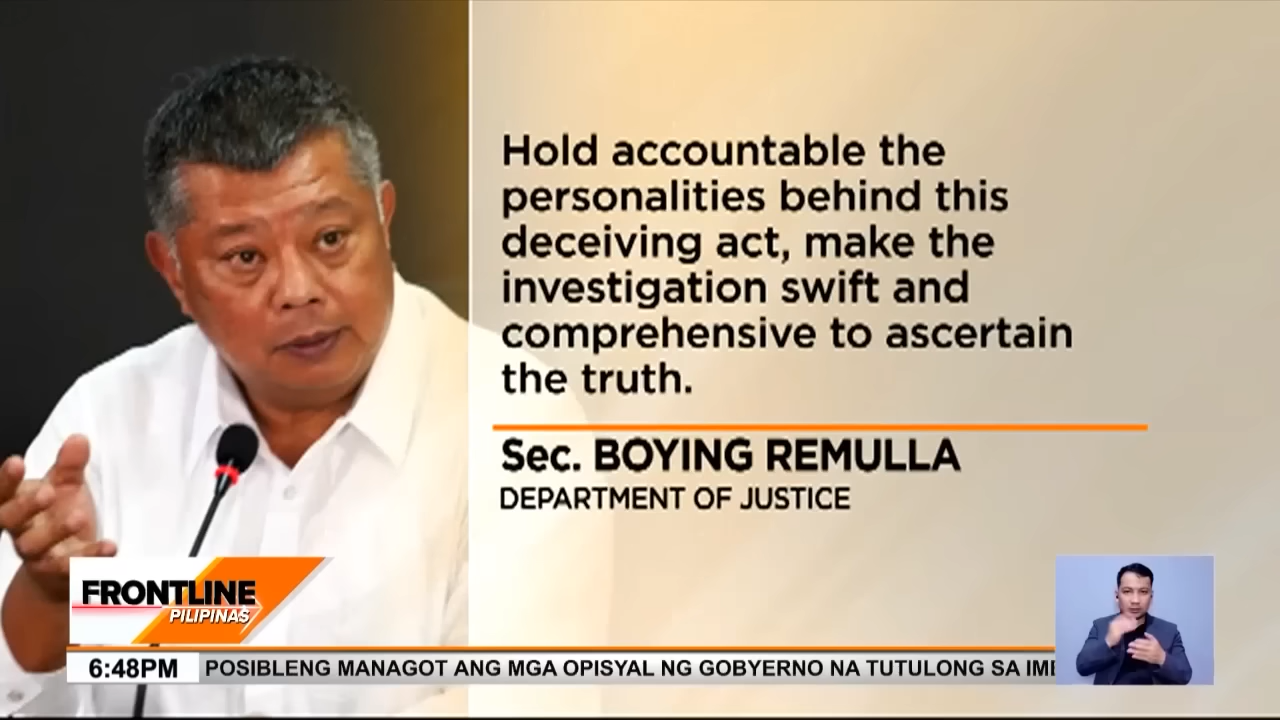 Hold accountable the
personalities behind this
deceiving act, make the
investigation swift and
comprehensive to ascertain
the truth.
Sec. BOYING REMULLA
DEPARTMENT OF JUSTICE
FRONTLINE
PILIPINAS
6:48PM POSIBLENG MANAGOT ANG MGA OPISYAL NG GOBYERNO NA TUTULONG SA